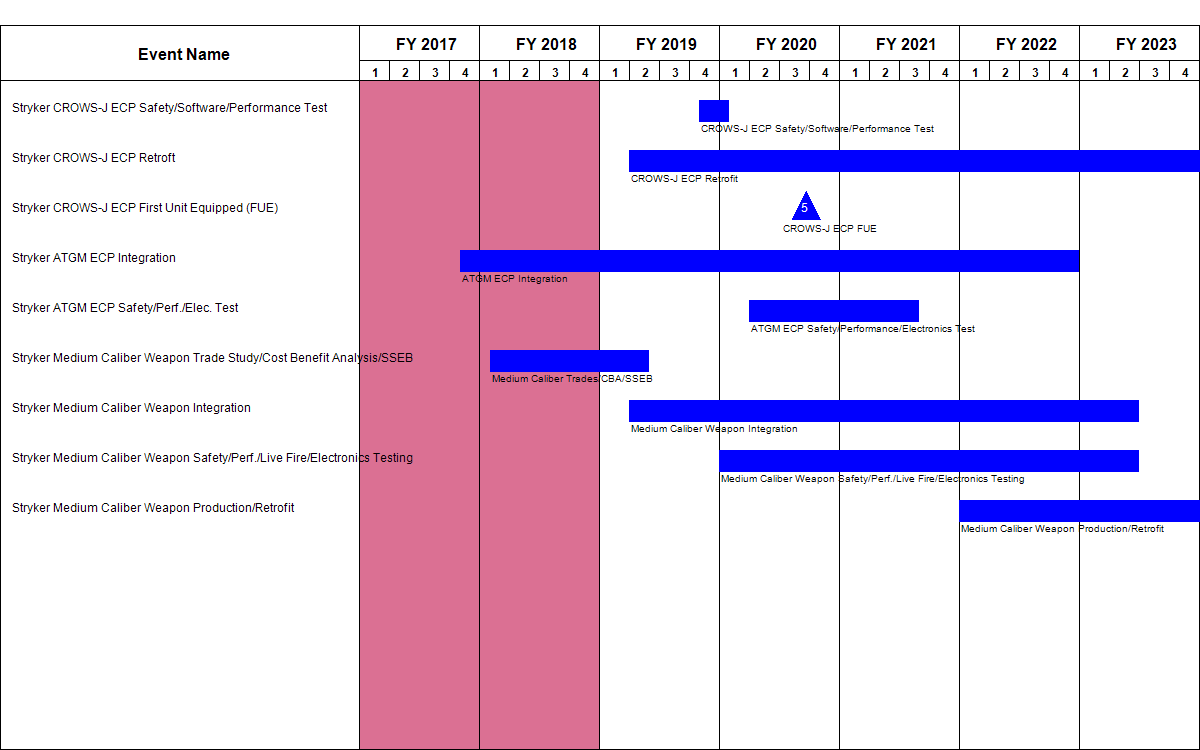 Event Name
FY 2017 FY 2018 FY 2019 FY 2020 FY 2021 FY 2022 FY 2023
1 2 3 4 1 2 3 4 1 2 3 4 1 2 3 4 1 2 3 4 1 2 3 4 1 2 3 4
Stryker CROWS-J ECP Safety/Software/Performance Test
CROWS-J ECP Safety/Software/Performance Test
Stryker CROWS-J ECP Retroft
CROWS-J ECP Retrofit
Stryker CROWS-J ECP First Unit Equipped (FUE)
5
CROWS-J ECP FUE
Stryker ATGM ECP Integration
ATGM ECP Integration
Stryker ATGM ECP Safety/Perf./Elec. Test
ATGM ECP Safety/Performance/Electronics Test
Stryker Medium Caliber Weapon Trade Study/Cost Benefit Analysis/SSEB
Medium Caliber Trades/CBA/SSEB
Stryker Medium Caliber Weapon Integration
Medium Caliber Weapon Integration
Stryker Medium Caliber Weapon Safety/Perf./Live Fire/Electronics Testing
Medium Caliber Weapon Safety/Perf./Live Fire/Electronics Testing
Stryker Medium Caliber Weapon Production/Retrofit
Medium Caliber Weapon Production/Retrofit